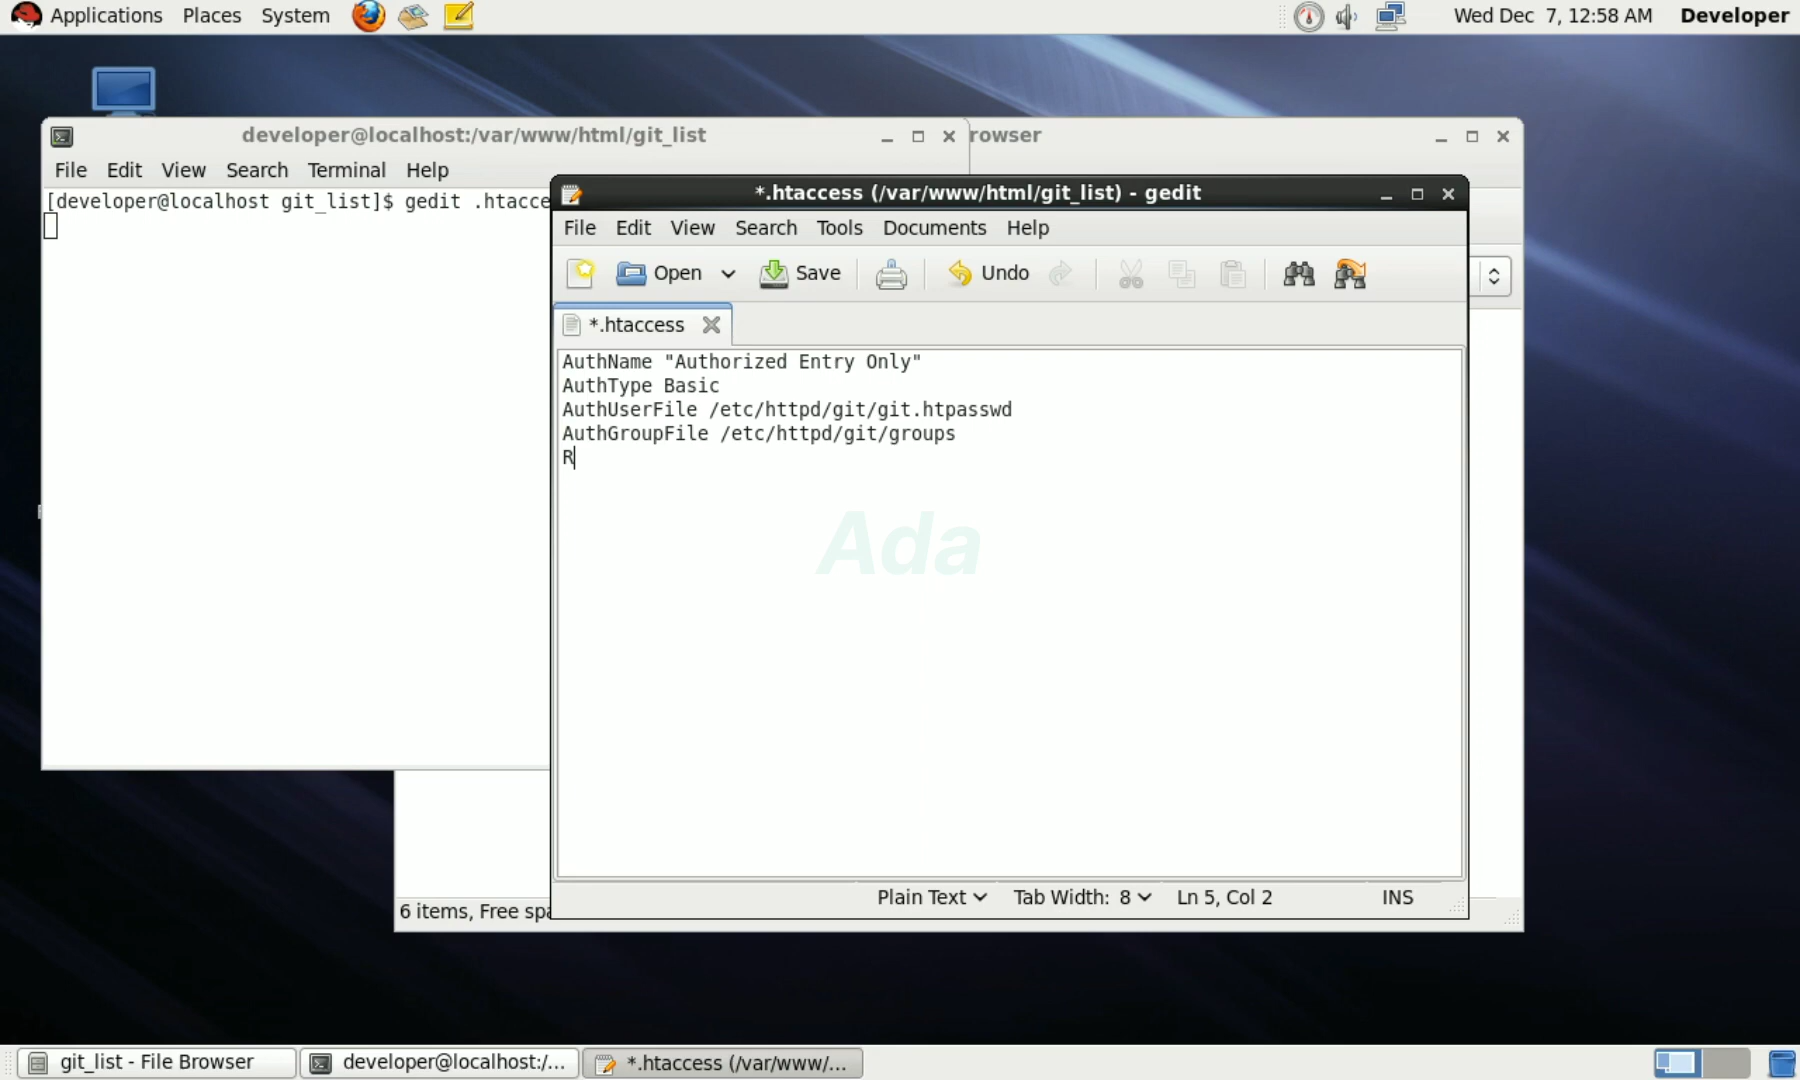 Applications Places System Wed Dec 7, 12:58 AM Developer
developer@localhost:/var/www/html/git_list
rowser
File Edit View Search Terminal Help
[developer@localhost git_list]$ gedit .htacce
*.htaccess (/var/www/html/git_list) - gedit
File Edit View Search Tools Documents Help
Open Save Undo
*.htaccess
AuthName "Authorized Entry Only"
AuthType Basic
AuthUserFile /etc/httpd/git/git.htpasswd
AuthGroupFile /etc/httpd/git/groups
R
Ada
Plain Text Tab Width: 8 Ln 5, Col 2 INS
6 items, Free spa
git_list - File Browser developer@localhost:/... *.htaccess (/var/www/...